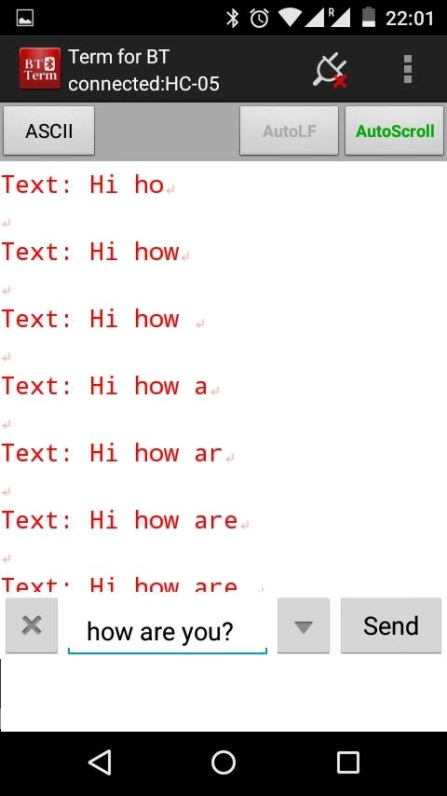 22:01
BT
Term
Term for BT
connected:HC-05
R
ASCII
AutoLF
AutoScroll
Text: Hi ho
Text: Hi how
Text: Hi how
Text: Hi how a
Text: Hi how ar
Text: Hi how are
Text: Hi how are
how are you?
Send